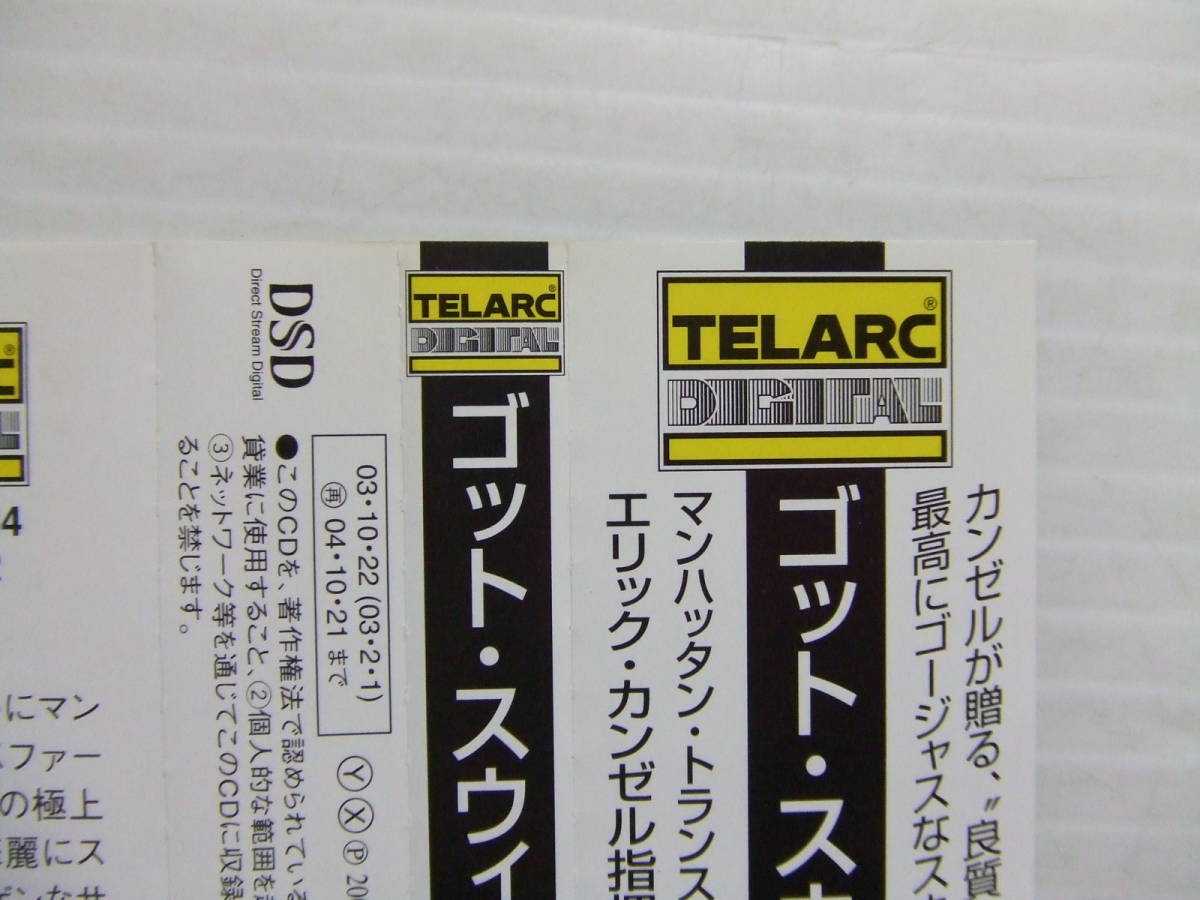 カンゼルが贈る、〝良質
最高にゴージャスなス
TELARC®
DIGITAL
ゴット・ス
マンハッタン・トランス
エリック・カンゼル指揮
TELARC®
DIGITAL
ゴット・スウィ
DSD
Direct Stream Digital
03・10・22 (03・2・1)
再 04・10・21 まで
Ⓨ Ⓧ Ⓟ 20
●このCDを、著作権法で認められている
貸業に使用すること、②個人的な範囲を
③ネットワーク等を通じてこのCDに収録
ることを禁じます。
4
にマン
ファー
の極上
麗にス
なサ